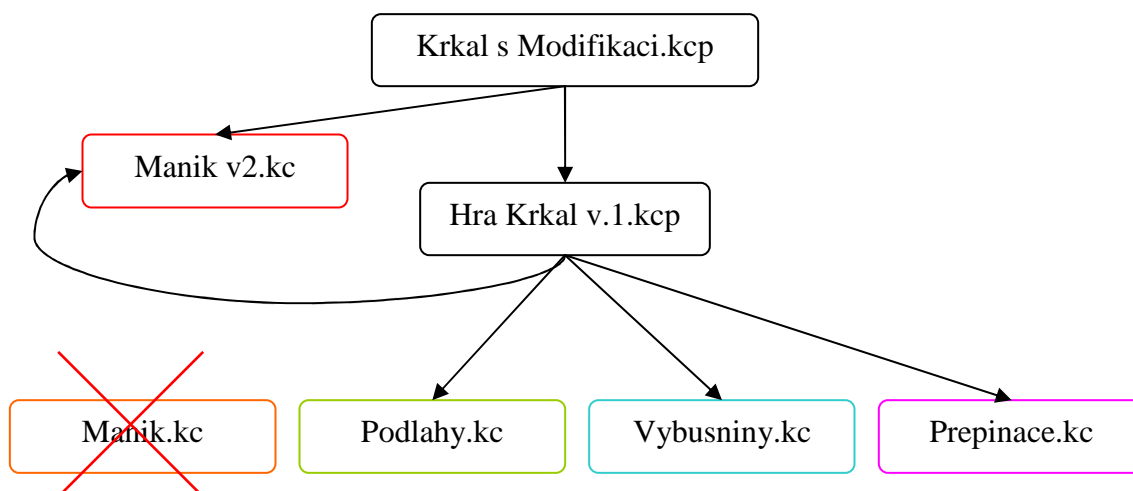 Krkal s Modifikaci.kcp
Manik v2.kc
Hra Krkal v.1.kcp
Manik.kc
Podlahy.kc
Vybusniny.kc
Prepinace.kc